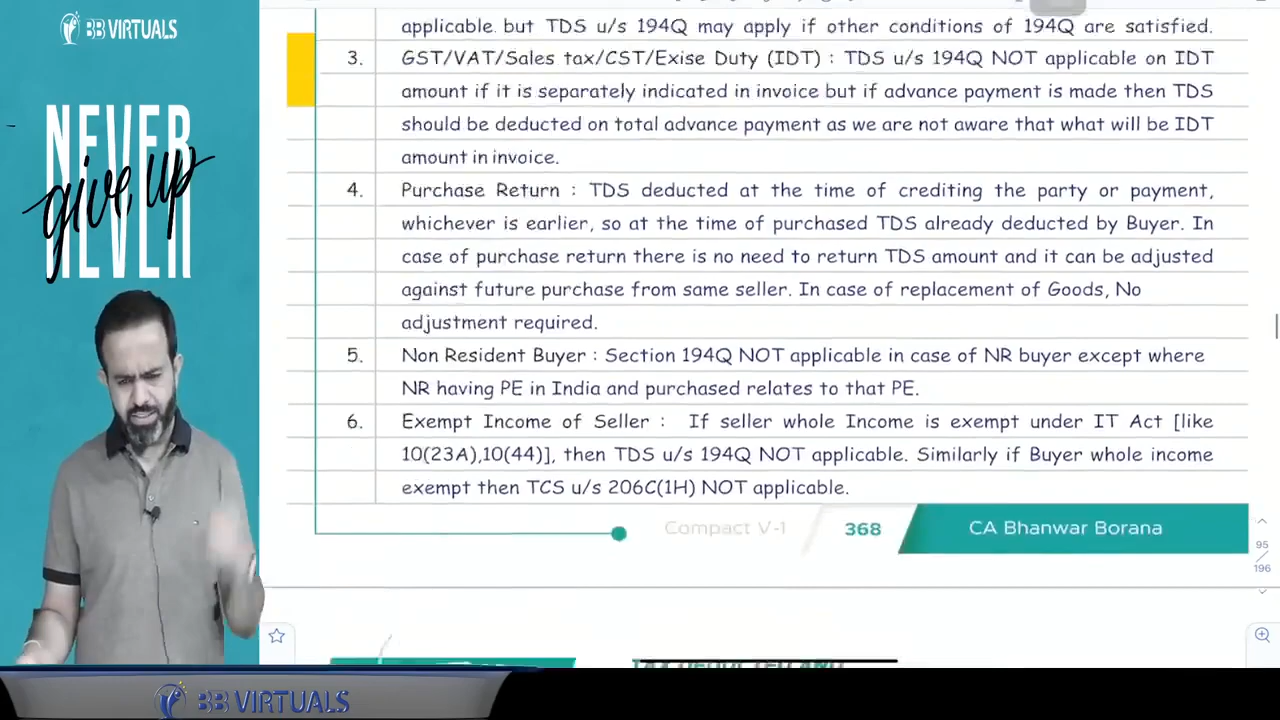 BB VIRTUALS
NEVER
give up
NEVER
applicable but TDS u/s 194Q may apply if other conditions of 194Q are satisfied.
3. GST/VAT/Sales tax/CST/Exise Duty (IDT) : TDS u/s 194Q NOT applicable on IDT
amount if it is separately indicated in invoice but if advance payment is made then TDS
should be deducted on total advance payment as we are not aware that what will be IDT
amount in invoice.
4. Purchase Return : TDS deducted at the time of crediting the party or payment,
whichever is earlier, so at the time of purchased TDS already deducted by Buyer. In
case of purchase return there is no need to return TDS amount and it can be adjusted
against future purchase from same seller. In case of replacement of Goods, No
adjustment required.
5. Non Resident Buyer : Section 194Q NOT applicable in case of NR buyer except where
NR having PE in India and purchased relates to that PE.
6. Exempt Income of Seller : If seller whole Income is exempt under IT Act [like
10(23A),10(44)], then TDS u/s 194Q NOT applicable. Similarly if Buyer whole income
exempt then TCS u/s 206C(1H) NOT applicable.
Compact V-1 368 CA Bhanwar Borana
95
196
BB VIRTUALS